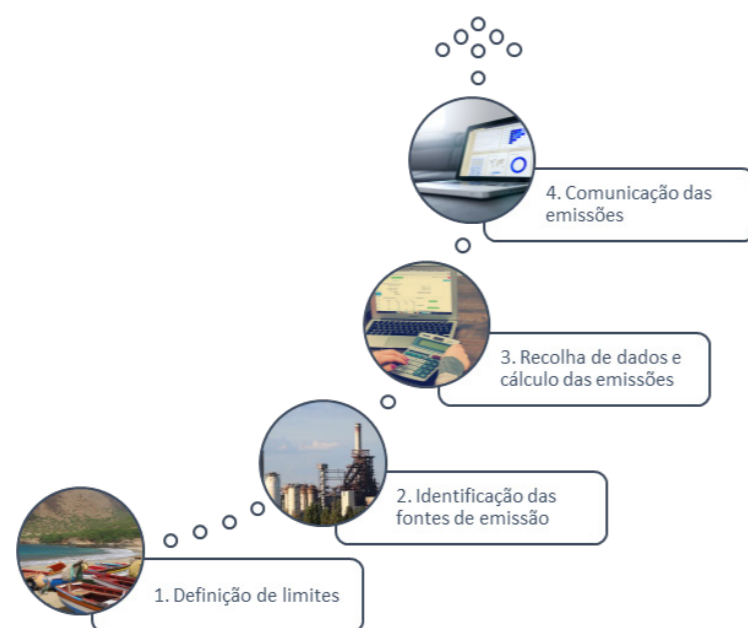 4. Comunicação das
emissões
3. Recolha de dados e
cálculo das emissões
2. Identificação das
fontes de emissão
1. Definição de limites